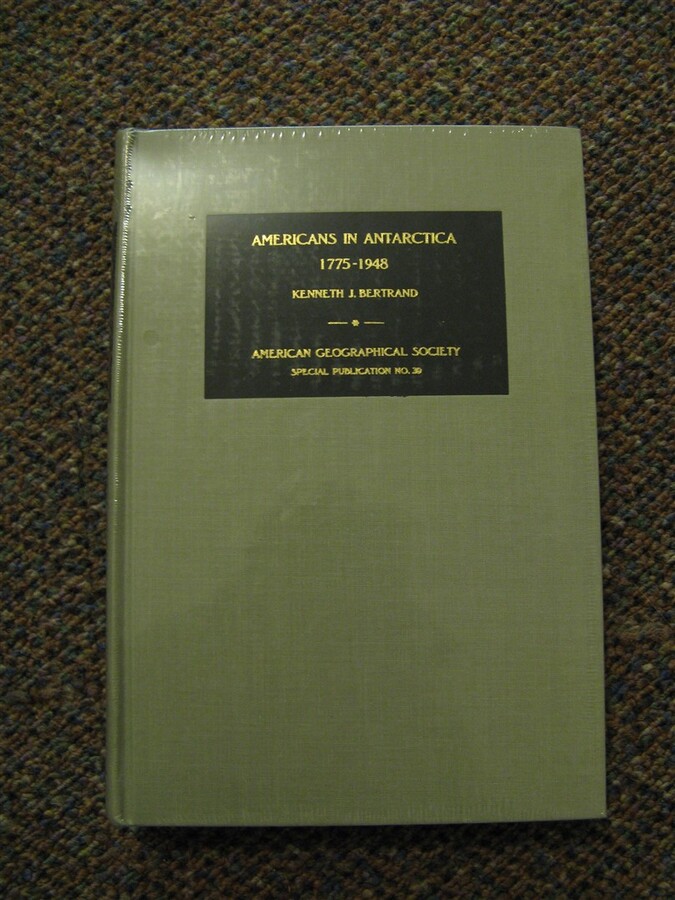 AMERICANS IN ANTARCTICA
1775-1948
KENNETH J. BERTRAND
AMERICAN GEOGRAPHICAL SOCIETY
SPECIAL PUBLICATION NO. 39